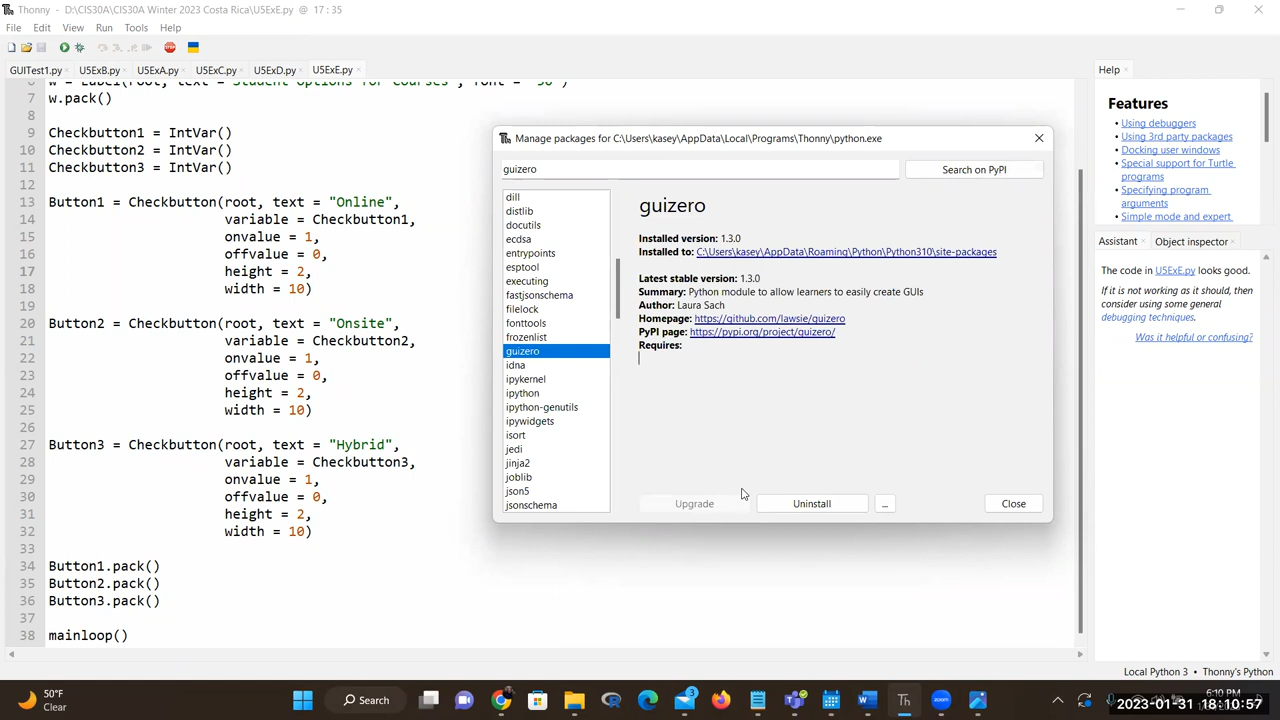 Thonny - D:\CIS30A\CIS30A Winter 2023 Costa Rica\U5ExE.py @ 17 : 35
File Edit View Run Tools Help
GUITest1.py U5ExB.py U5ExA.py U5ExC.py U5ExD.py U5ExE.py
7 w.pack()
8
9 Checkbutton1 = IntVar()
10 Checkbutton2 = IntVar()
11 Checkbutton3 = IntVar()
12
13 Button1 = Checkbutton(root, text = "Online",
14 variable = Checkbutton1,
15 onvalue = 1,
16 offvalue = 0,
17 height = 2,
18 width = 10)
19
20 Button2 = Checkbutton(root, text = "Onsite",
21 variable = Checkbutton2,
22 onvalue = 1,
23 offvalue = 0,
24 height = 2,
25 width = 10)
26
27 Button3 = Checkbutton(root, text = "Hybrid",
28 variable = Checkbutton3,
29 onvalue = 1,
30 offvalue = 0,
31 height = 2,
32 width = 10)
33
34 Button1.pack()
35 Button2.pack()
36 Button3.pack()
37
38 mainloop()
Manage packages for C:\Users\kasey\AppData\Local\Programs\Thonny\python.exe
guizero
Search on PyPI
dill
distlib
docutils
ecdsa
entrypoints
esptool
executing
fastjsonschema
filelock
fonttools
frozenlist
guizero
idna
ipykernel
ipython
ipython-genutils
ipywidgets
isort
jedi
jinja2
joblib
json5
jsonschema
guizero
Installed version: 1.3.0
Installed to: C:\Users\kasey\AppData\Roaming\Python\Python310\site-packages
Latest stable version: 1.3.0
Summary: Python module to allow learners to easily create GUIs
Author: Laura Sach
Homepage: https://github.com/lawsie/guizero
PyPI page: https://pypi.org/project/guizero/
Requires:
Upgrade Uninstall ... Close
Help
Features
Using debuggers
Using 3rd party packages
Docking user windows
Special support for Turtle
programs
Specifying program
arguments
Simple mode and expert
Assistant Object inspector
The code in U5ExE.py looks good.
If it is not working as it should, then
consider using some general
debugging techniques.
Was it helpful or confusing?
Local Python 3 • Thonny's Python
50°F
Clear
Search
3
6:10 PM
2023-01-31 18:10:57